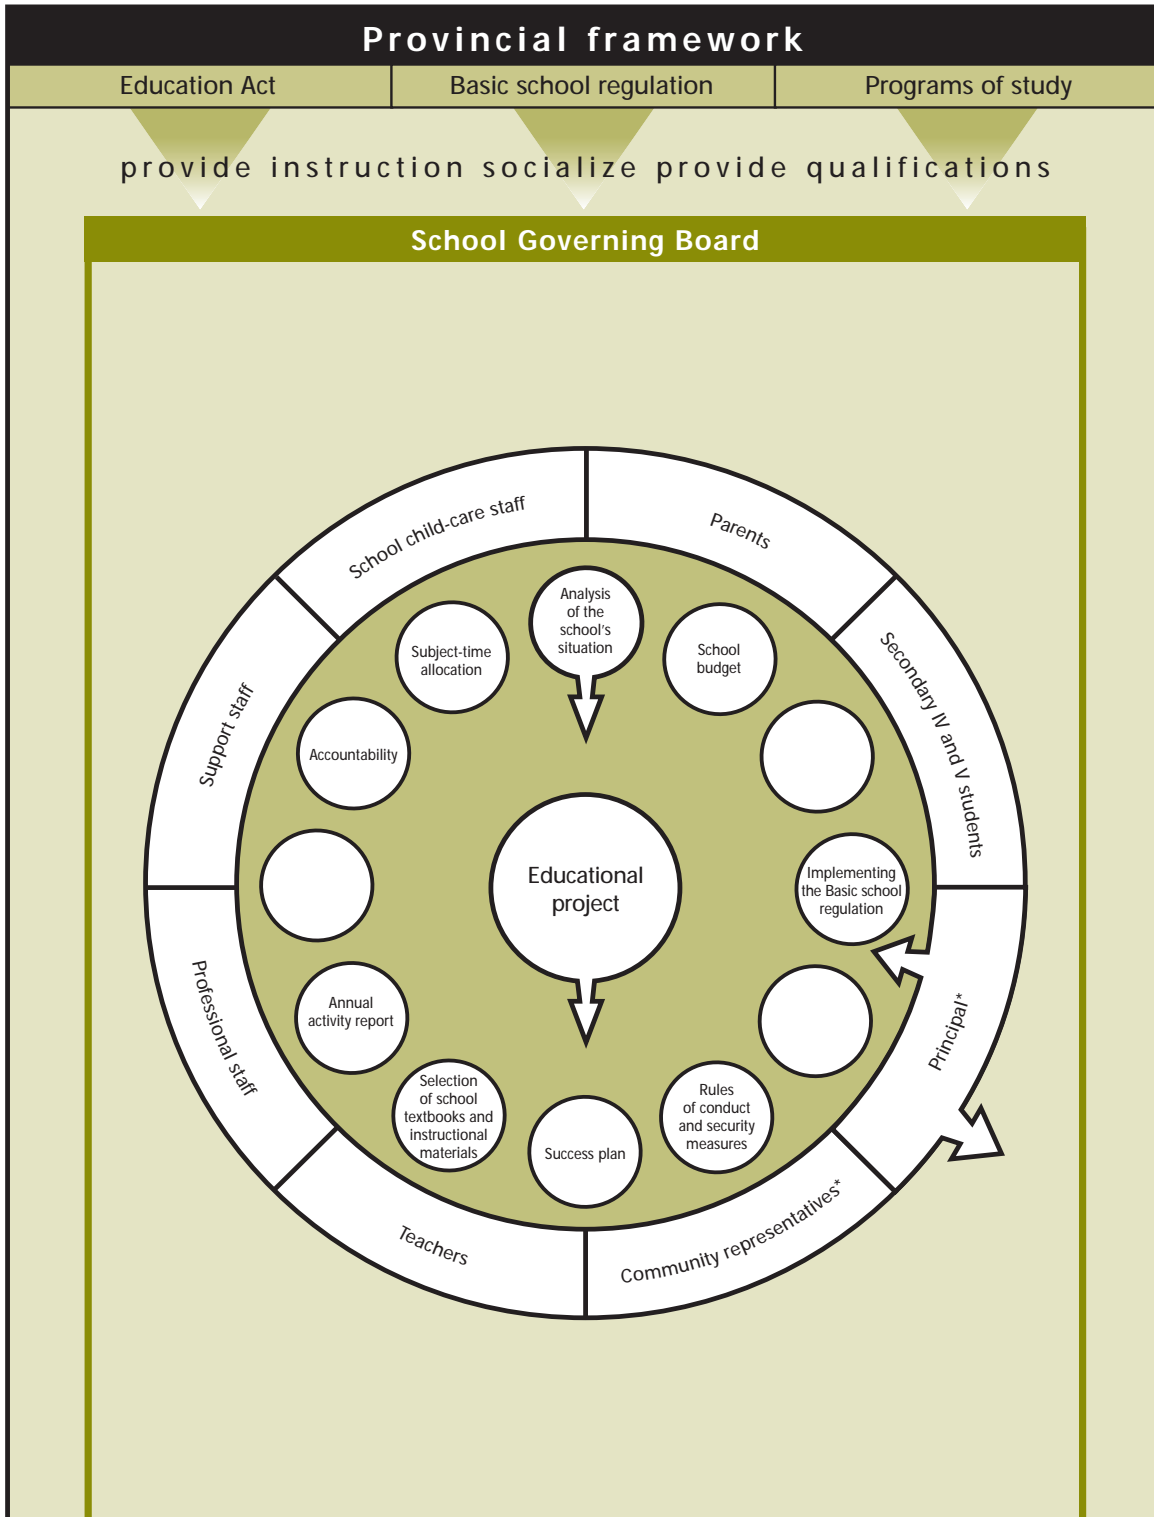 Provincial framework
Education Act
Basic school regulation
Programs of study
provide instruction socialize provide qualifications
School Governing Board
School child-care staff
Parents
Secondary IV and V students
Principal*
Community representatives*
Teachers
Professional staff
Support staff
Analysis
of the
school's
situation
School
budget
Implementing
the Basic school
regulation
Rules
of conduct
and security
measures
Success plan
Selection
of school
textbooks and
instructional
materials
Annual
activity report
Accountability
Subject-time
allocation
Educational
project